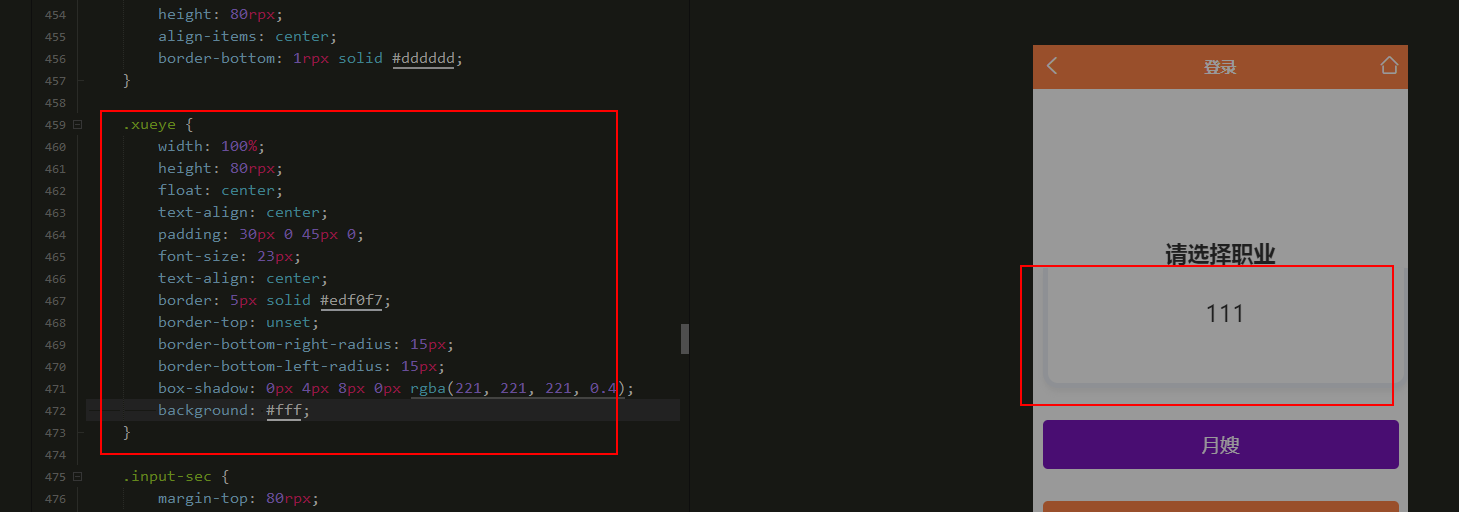 454 height: 80rpx;
455 align-items: center;
456 border-bottom: 1rpx solid #dddddd;
457 }
458
459 .xueye {
460 width: 100%;
461 height: 80rpx;
462 float: center;
463 text-align: center;
464 padding: 30px 0 45px 0;
465 font-size: 23px;
466 text-align: center;
467 border: 5px solid #edf0f7;
468 border-top: unset;
469 border-bottom-right-radius: 15px;
470 border-bottom-left-radius: 15px;
471 box-shadow: 0px 4px 8px 0px rgba(221, 221, 221, 0.4);
472 background: #fff;
473 }
474
475 .input-sec {
476 margin-top: 80rpx;
登录
请选择职业
111
月嫂